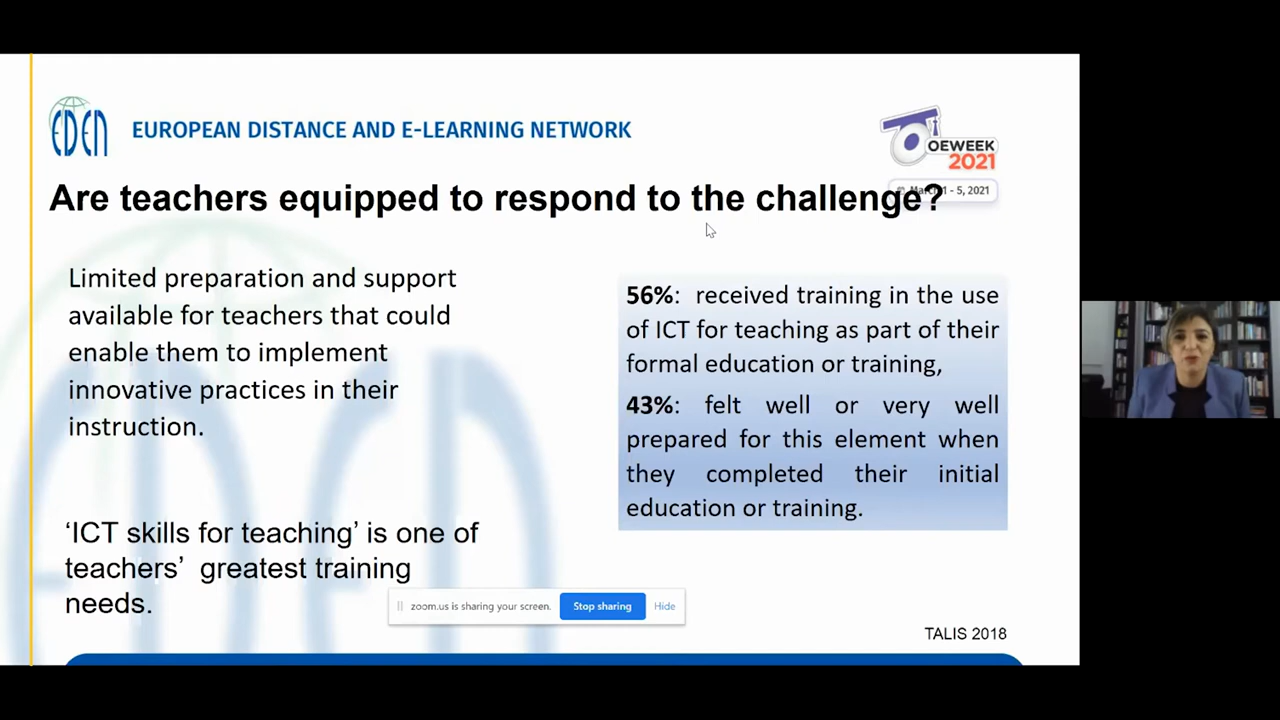 EDEN
EUROPEAN DISTANCE AND E-LEARNING NETWORK
OEWEEK
2021
March 1 - 5, 2021
Are teachers equipped to respond to the challenge?
Limited preparation and support
available for teachers that could
enable them to implement
innovative practices in their
instruction.
‘ICT skills for teaching’ is one of
teachers’ greatest training
needs.
56%: received training in the use
of ICT for teaching as part of their
formal education or training,
43%: felt well or very well
prepared for this element when
they completed their initial
education or training.
zoom.us is sharing your screen.
Stop sharing
Hide
TALIS 2018